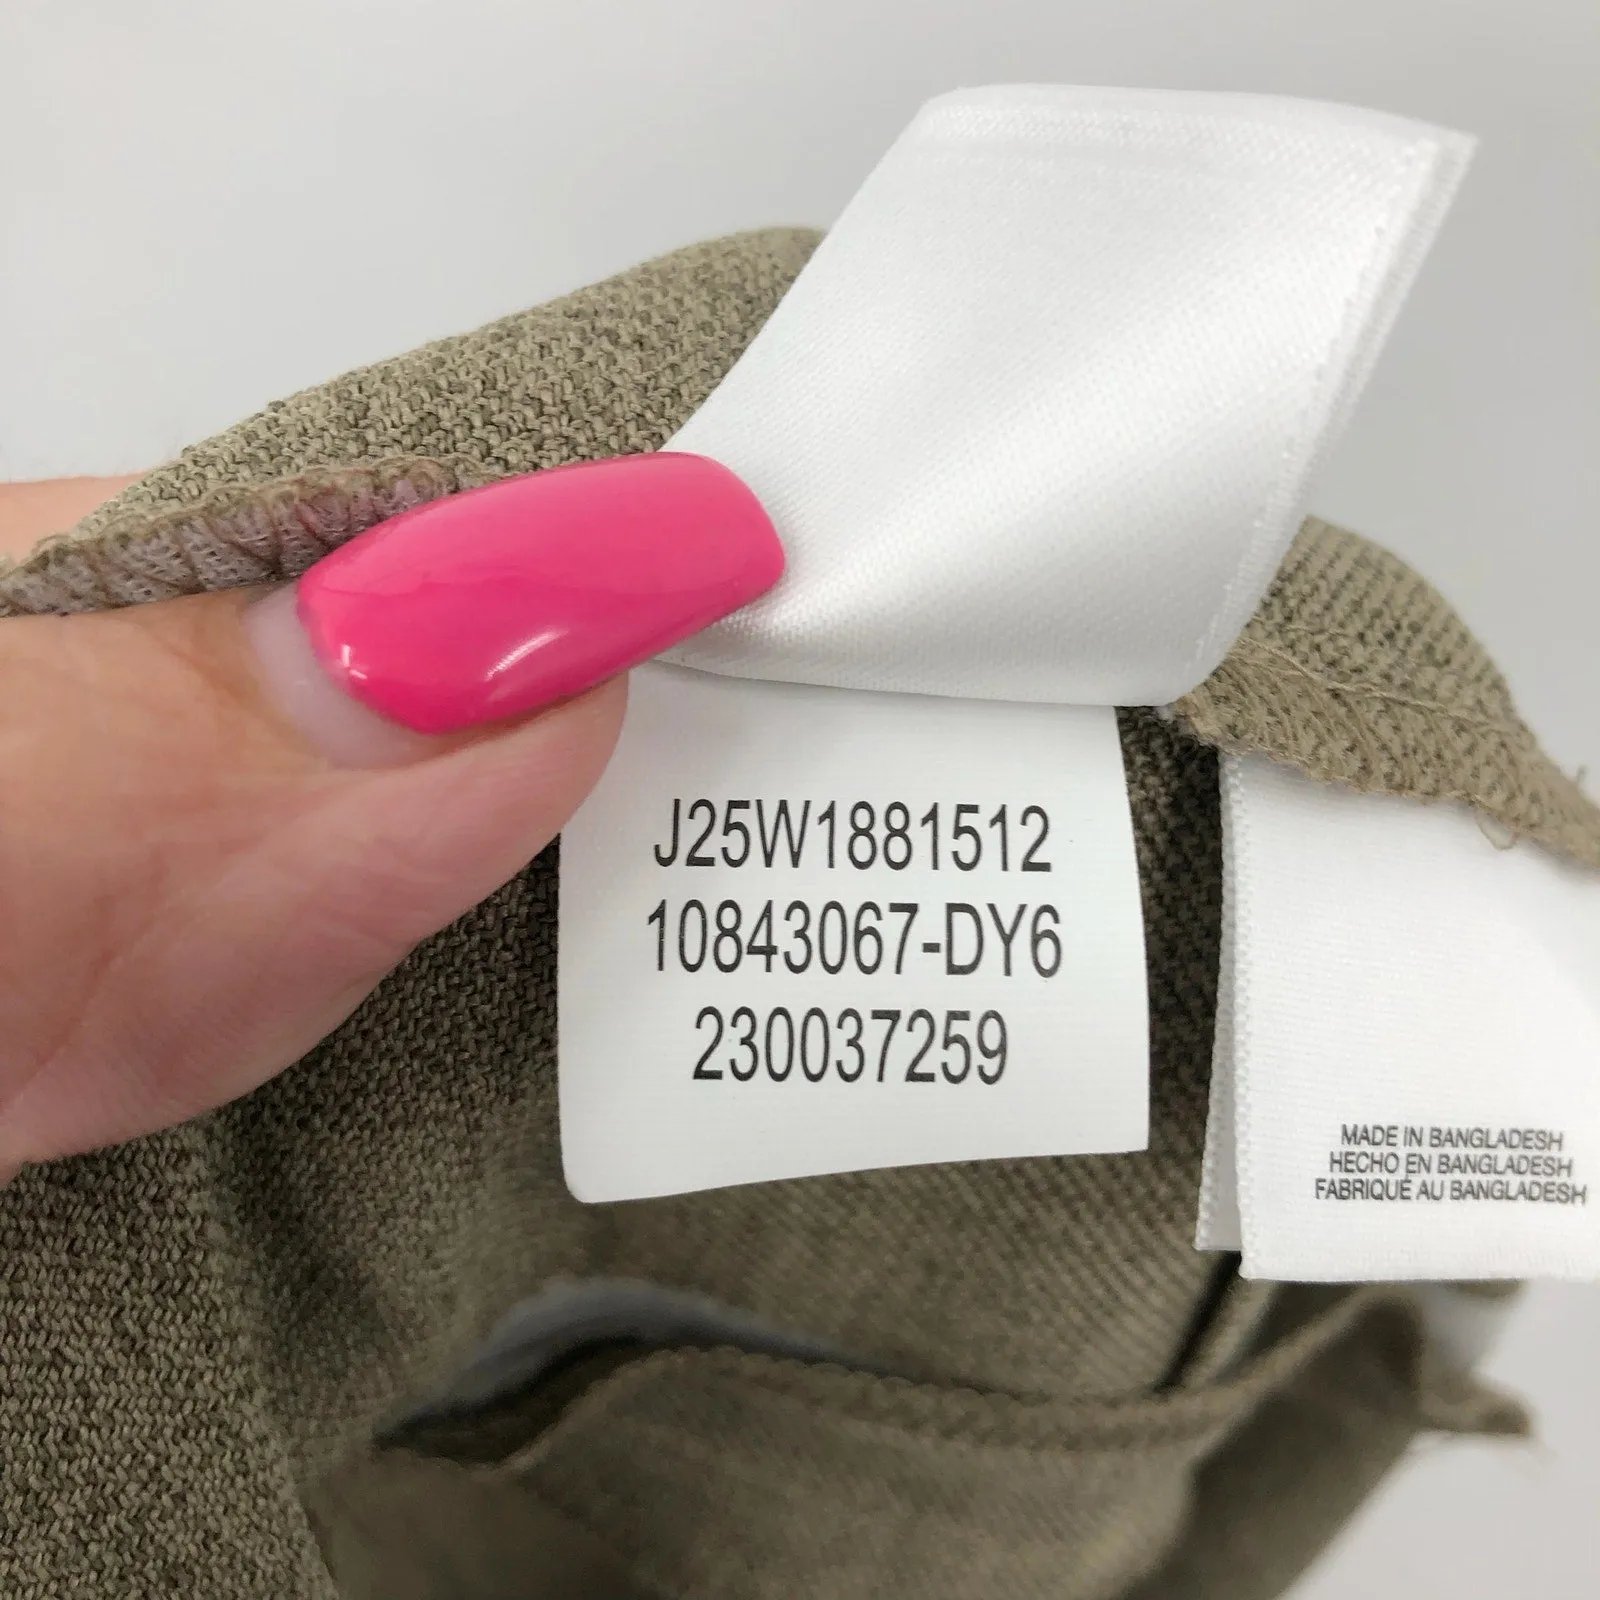 J25W1881512
10843067-DY6
230037259
MADE IN BANGLADESH
HECHO EN BANGLADESH
FABRIQUÉ AU BANGLADESH